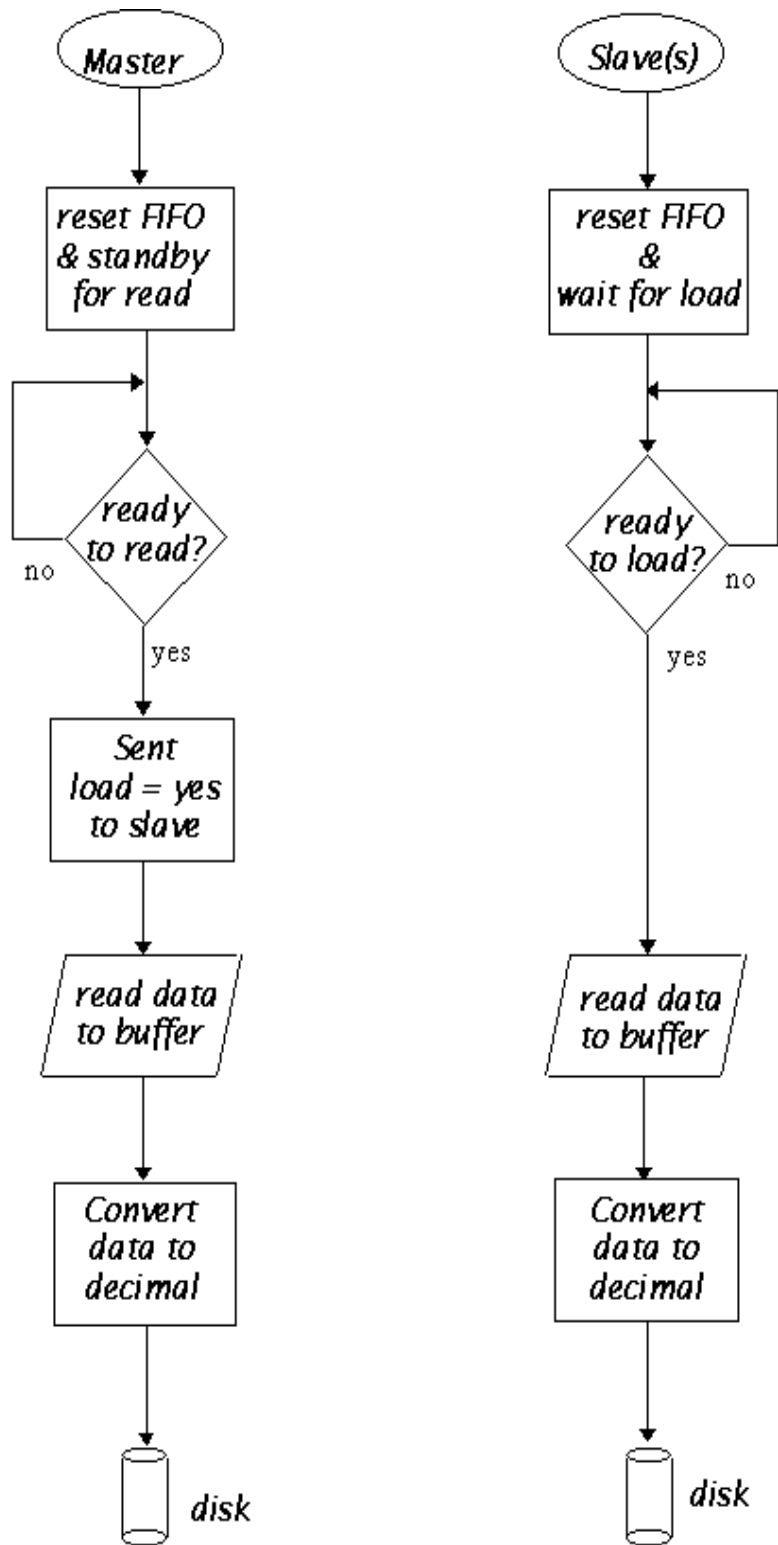 Master
reset FIFO
& standby
for read
ready
to read?
no
yes
Sent
load = yes
to slave
read data
to buffer
Convert
data to
decimal
disk
Slave(s)
reset FIFO
&
wait for load
ready
to load?
no
yes
read data
to buffer
Convert
data to
decimal
disk